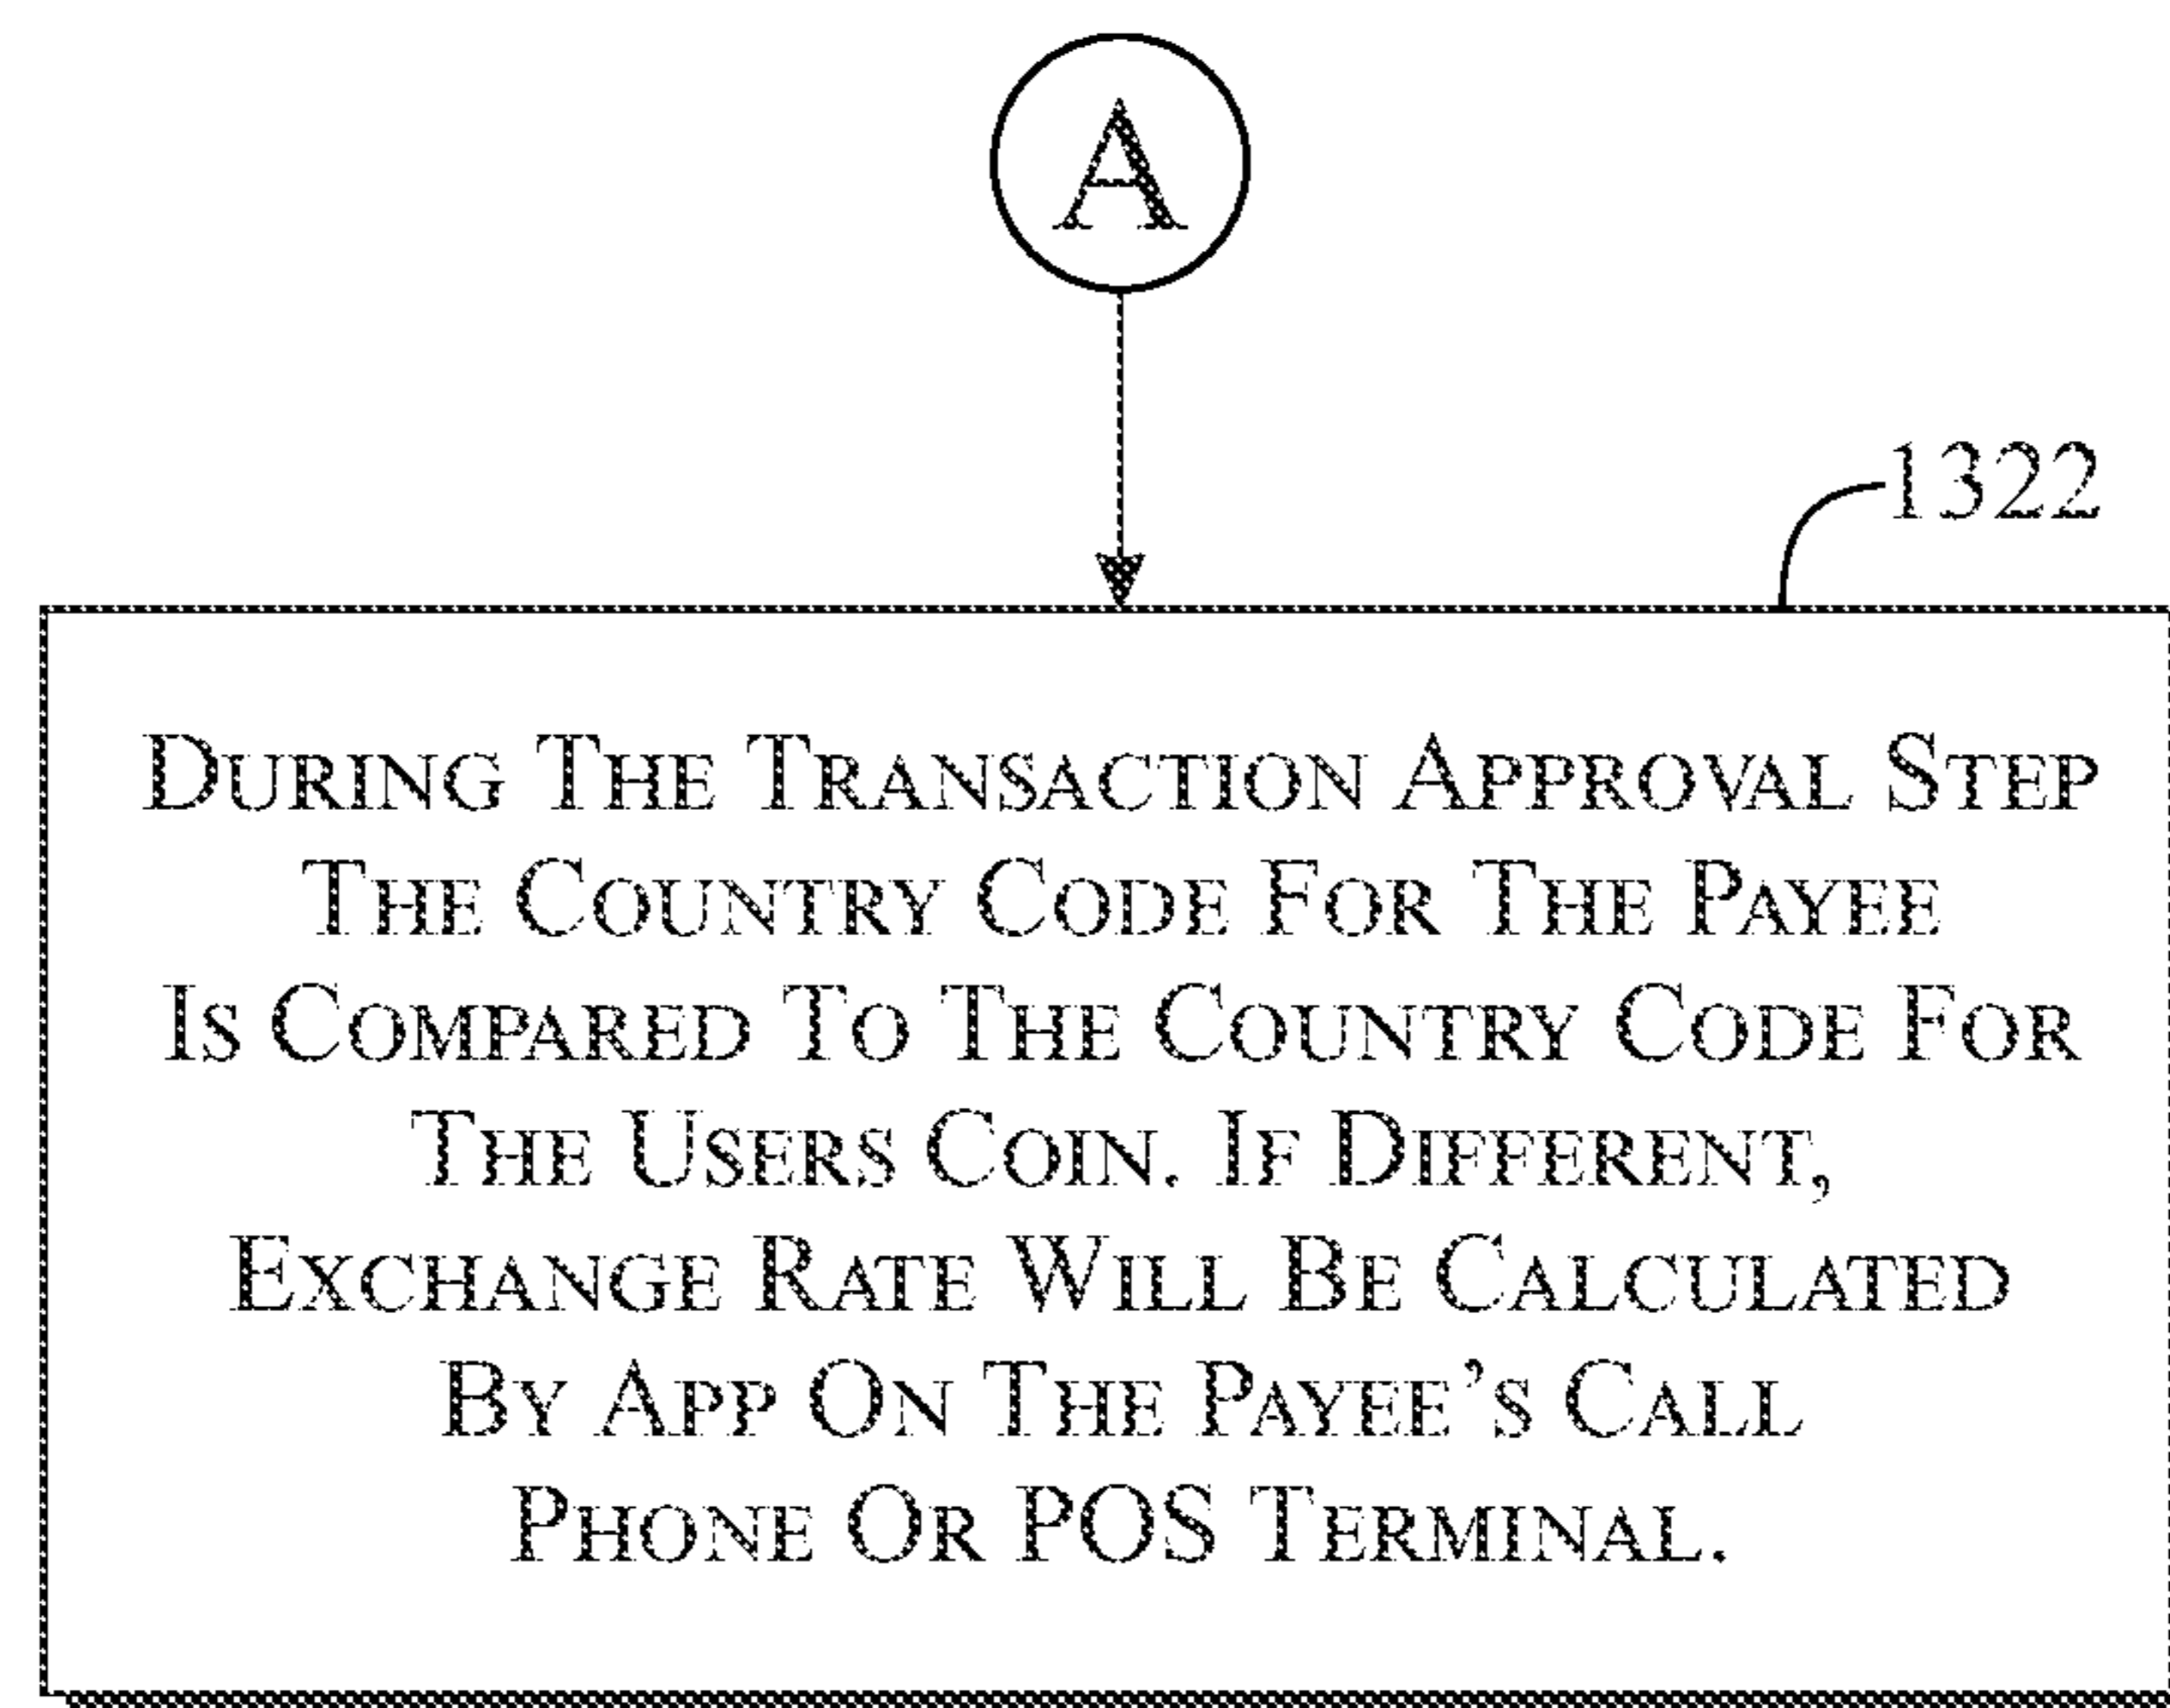 A
1322
During The Transaction Approval Step
The Country Code For The Payee
Is Compared To The Country Code For
The Users Coin. If Different,
Exchange Rate Will Be Calculated
By App On The Payee's Call
Phone Or POS Terminal.